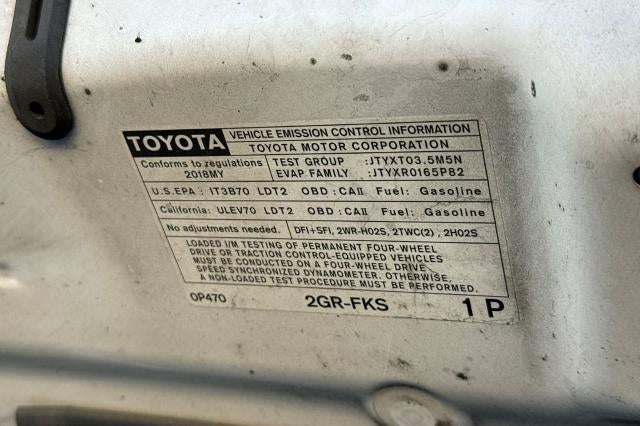 TOYOTA VEHICLE EMISSION CONTROL INFORMATION
TOYOTA MOTOR CORPORATION
Conforms to regulations
2018MY
TEST GROUP :JTYXT03.5M5N
EVAP.FAMILY :JTYXR0165P82
U.S.EPA : IT3B70 LDT2 OBD:CAII Fuel: Gasoline
California: ULEV70 LDT2 OBD:CAII Fuel: Gasoline
No adjustments needed. DFI+SFI, 2WR-HO2S, 2TWC(2) , 2HO2S
LOADED I/M TESTING OF PERMANENT FOUR-WHEEL
DRIVE OR TRACTION CONTROL-EQUIPPED VEHICLES
MUST BE CONDUCTED ON A FOUR-WHEEL DRIVE
SPEED SYNCHRONIZED DYNAMOMETER. OTHERWISE,
A NON-LOADED TEST PROCEDURE MUST BE PERFORMED.
0P470 2GR-FKS 1 P